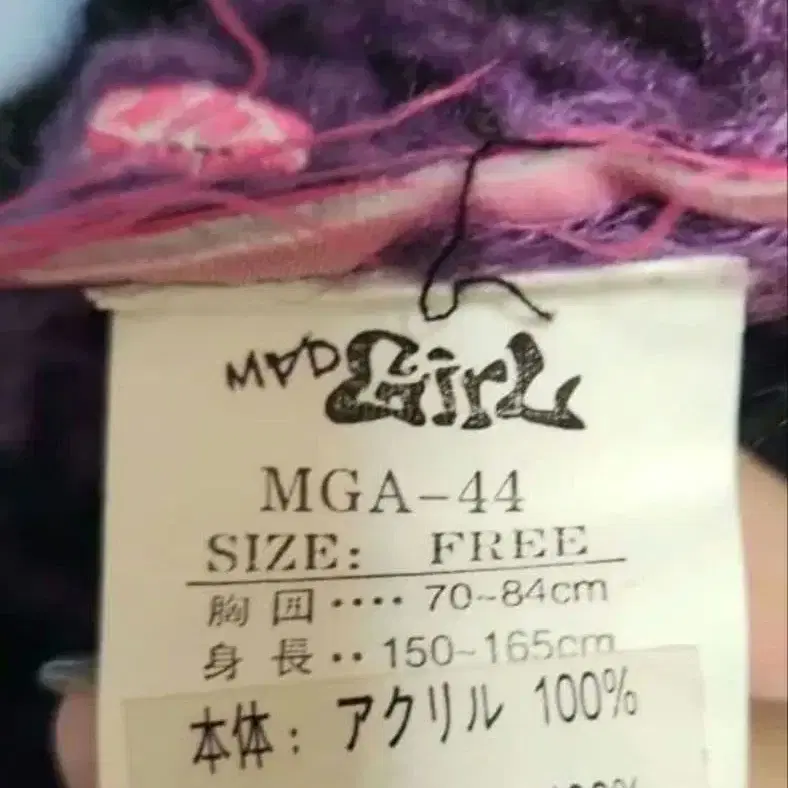 MAD GirL
MGA-44
SIZE: FREE
胸囲････70~84cm
身長･･150~165cm
本体：アクリル 100%